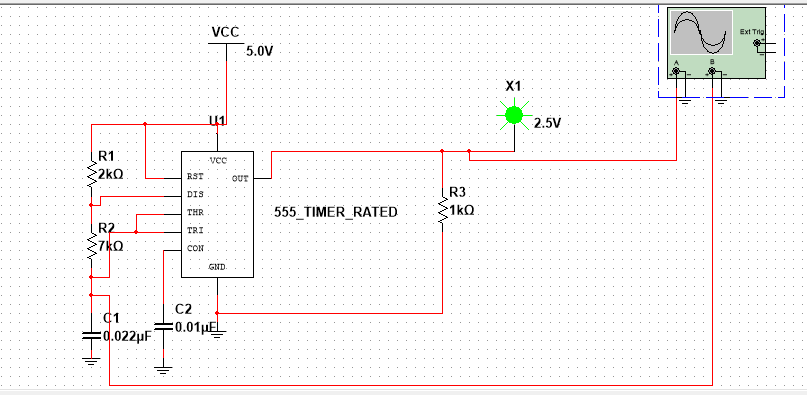 VCC
5.0V
Ext Trig
+
-
A
B
+ - + -
X1
2.5V
U1
VCC
R1
2kΩ
RST
OUT
DIS
R2
7kΩ
THR
TRI
CON
GND
555_TIMER_RATED
R3
1kΩ
C1
0.022µF
C2
0.01µF